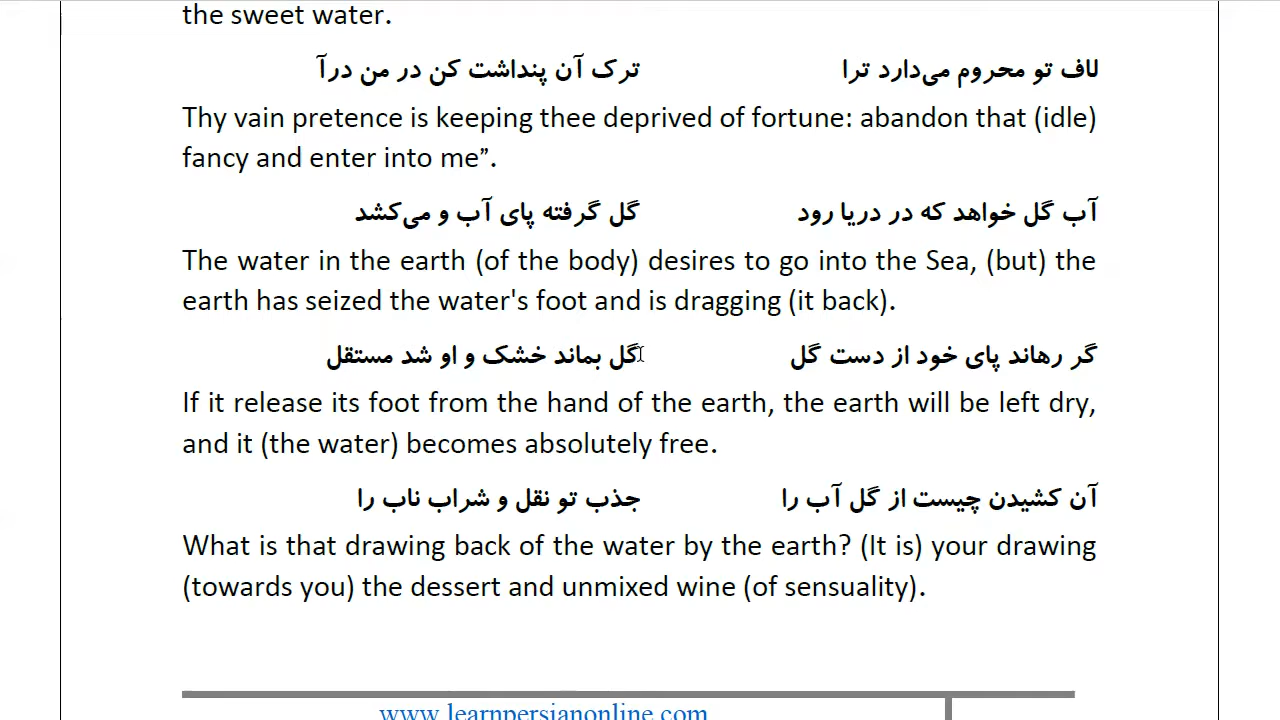 the sweet water.
لاف تو محروم می‌دارد ترا ترک آن پنداشت کن در من درآ
Thy vain pretence is keeping thee deprived of fortune: abandon that (idle)
fancy and enter into me”.
آب گل خواهد که در دریا رود گل گرفته پای آب و می‌کشد
The water in the earth (of the body) desires to go into the Sea, (but) the
earth has seized the water's foot and is dragging (it back).
گر رهاند پای خود از دست گل گل بماند خشک و او شد مستقل
If it release its foot from the hand of the earth, the earth will be left dry,
and it (the water) becomes absolutely free.
آن کشیدن چیست از گل آب را جذب تو نقل و شراب ناب را
What is that drawing back of the water by the earth? (It is) your drawing
(towards you) the dessert and unmixed wine (of sensuality).
www.learnpersianonline.com